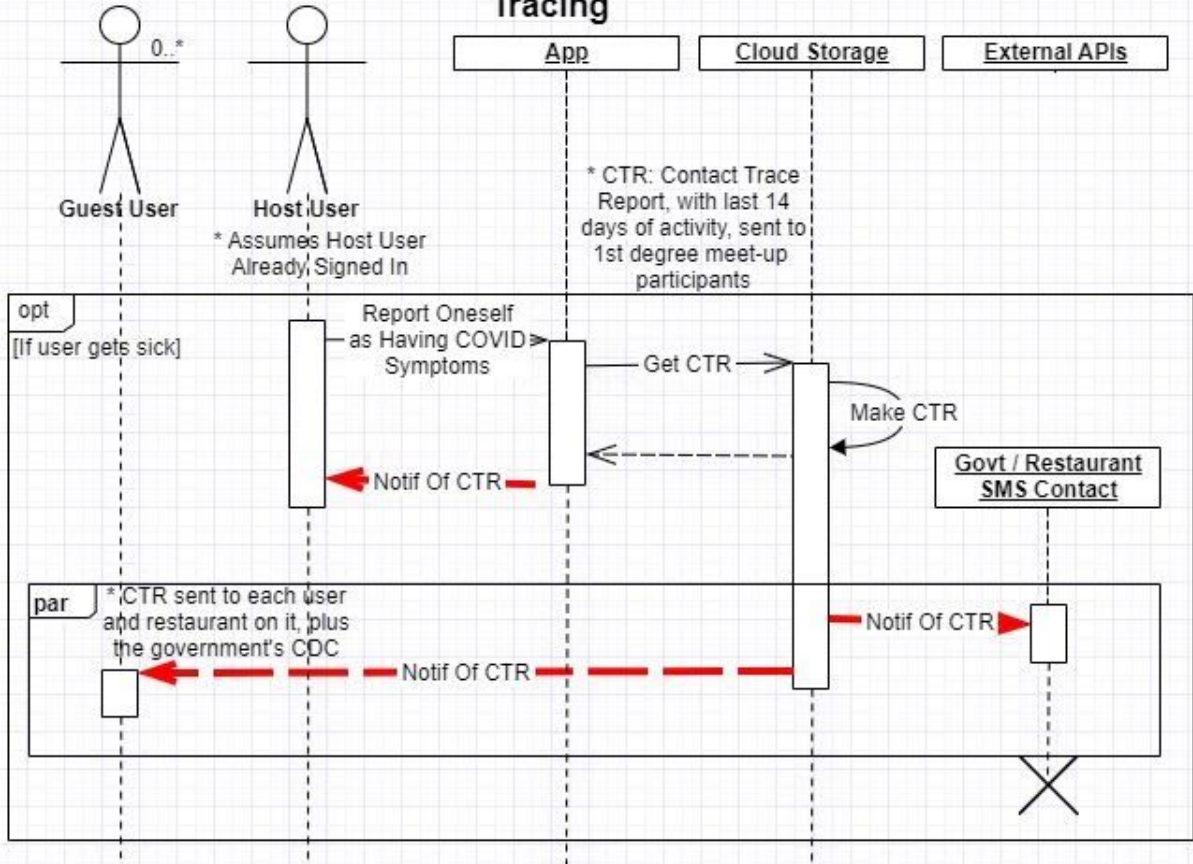 Tracing
0..*
App
Cloud Storage
External APIs
Guest User
Host User
* Assumes Host User
Already Signed In
* CTR: Contact Trace
Report, with last 14
days of activity, sent to
1st degree meet-up
participants
opt
[If user gets sick]
Report Oneself
as Having COVID
Symptoms
Get CTR
Make CTR
Notif Of CTR
Govt / Restaurant
SMS Contact
par
* CTR sent to each user
and restaurant on it, plus
the government's CDC
Notif Of CTR
Notif Of CTR